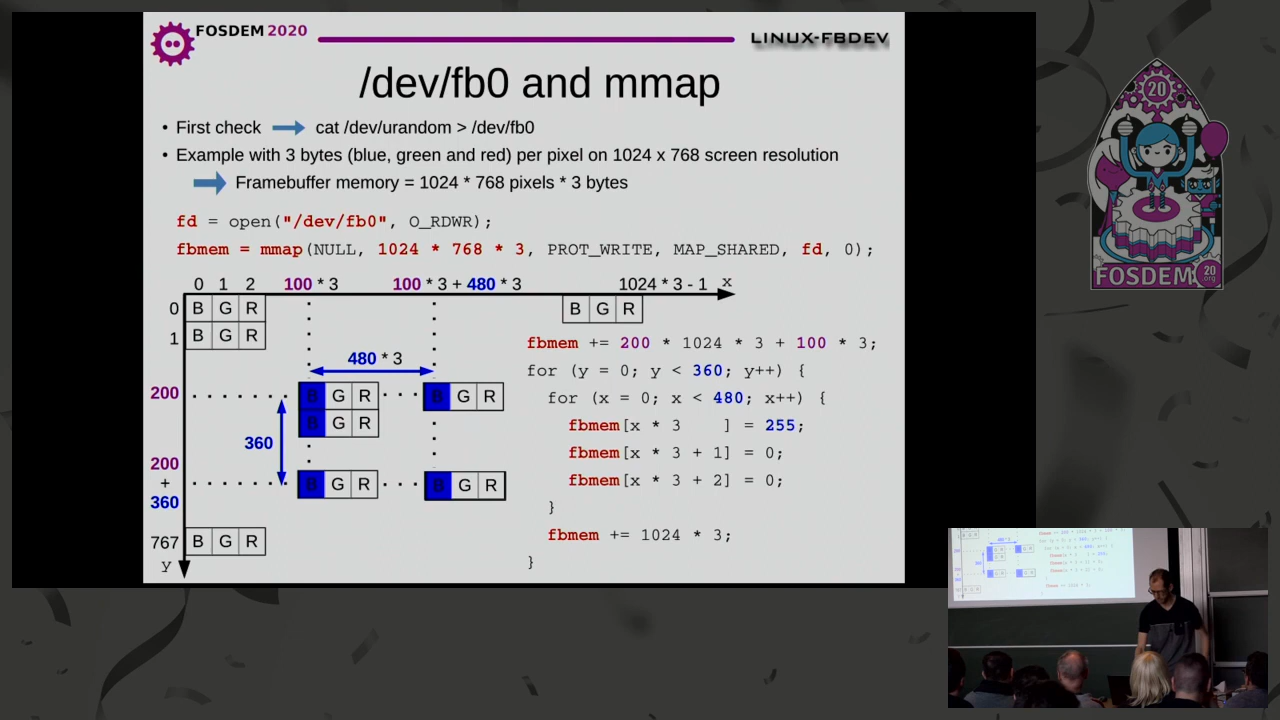 FOSDEM 2020
LINUX-FBDEV
/dev/fb0 and mmap
• First check cat /dev/urandom > /dev/fb0
• Example with 3 bytes (blue, green and red) per pixel on 1024 x 768 screen resolution
Framebuffer memory = 1024 * 768 pixels * 3 bytes
fd = open("/dev/fb0", O_RDWR);
fbmem = mmap(NULL, 1024 * 768 * 3, PROT_WRITE, MAP_SHARED, fd, 0);
0 1 2 100 * 3 100 * 3 + 480 * 3 1024 * 3 - 1 x
0 B G R B G R
1 B G R
480 * 3
200 B G R B G R
B G R
360
200
+
360
B G R B G R
767 B G R
y
fbmem += 200 * 1024 * 3 + 100 * 3;
for (y = 0; y < 360; y++) {
for (x = 0; x < 480; x++) {
fbmem[x * 3    ] = 255;
fbmem[x * 3 + 1] = 0;
fbmem[x * 3 + 2] = 0;
}
fbmem += 1024 * 3;
}
20
FOSDEM
20
.org